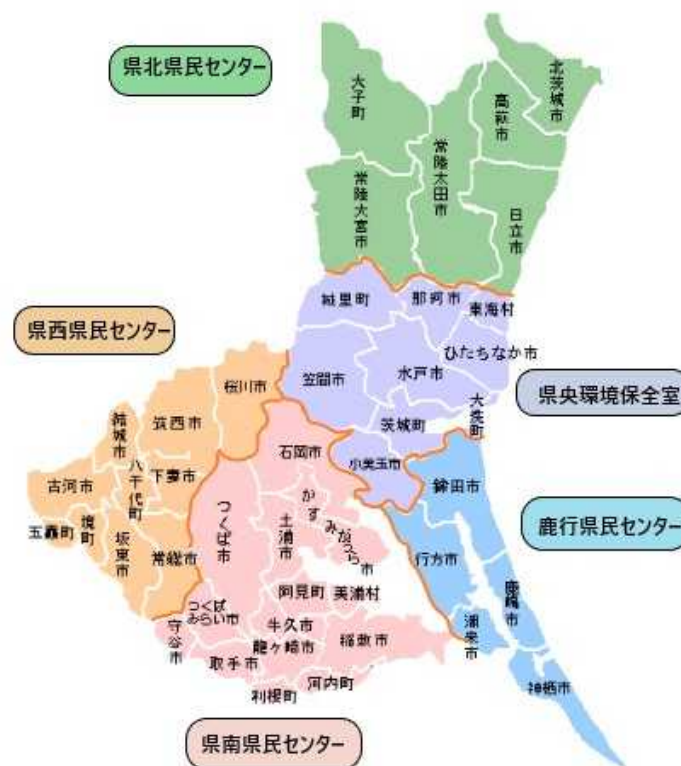 県北県民センター
大子町
北茨城市
高萩市
常陸太田市
常陸大宮市
日立市
城里町
那珂市
東海村
県西県民センター
ひたちなか市
桜川市
笠間市
水戸市
県央環境保全室
大洗町
茨城町
筑西市
結城市
石岡市
小美玉市
八千代町
下妻市
古河市
鉾田市
かすみがうら市
つくば市
土浦市
鹿行県民センター
五霞町
境町
坂東市
常総市
行方市
阿見町
美浦村
鹿嶋市
つくば
みらい市
守谷市
牛久市
龍ヶ崎市
稲敷市
潮来市
取手市
河内町
利根町
神栖市
県南県民センター